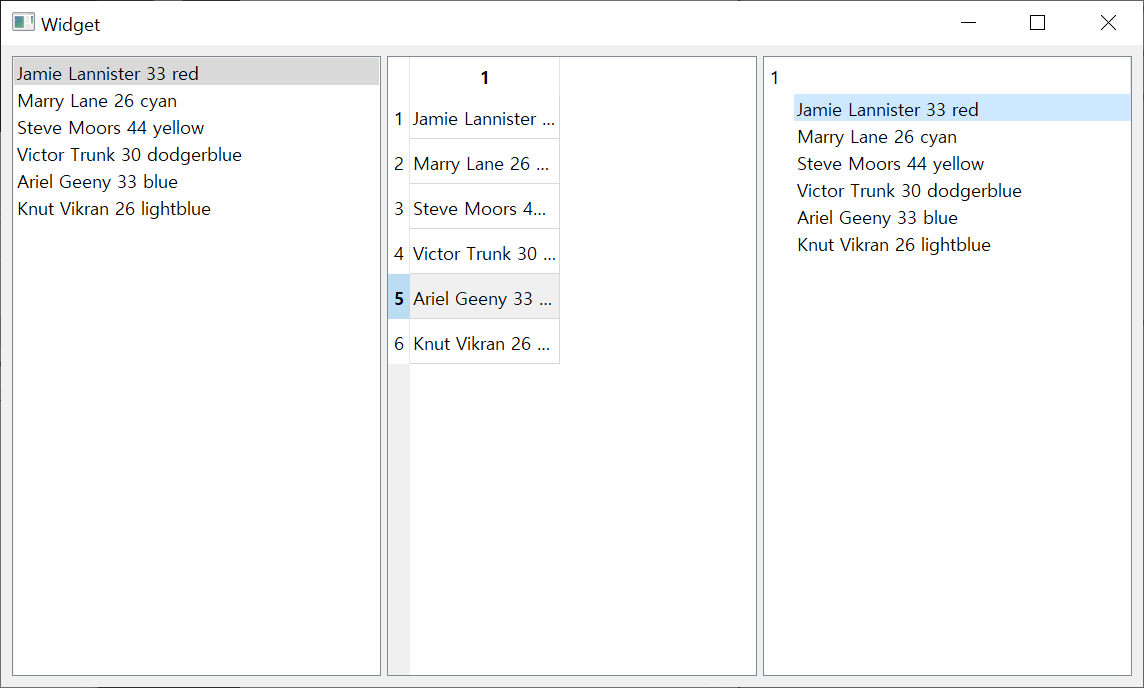 Widget
Jamie Lannister 33 red
Marry Lane 26 cyan
Steve Moors 44 yellow
Victor Trunk 30 dodgerblue
Ariel Geeny 33 blue
Knut Vikran 26 lightblue
1
1 Jamie Lannister ...
2 Marry Lane 26 ...
3 Steve Moors 4...
4 Victor Trunk 30 ...
5 Ariel Geeny 33 ...
6 Knut Vikran 26 ...
1
Jamie Lannister 33 red
Marry Lane 26 cyan
Steve Moors 44 yellow
Victor Trunk 30 dodgerblue
Ariel Geeny 33 blue
Knut Vikran 26 lightblue